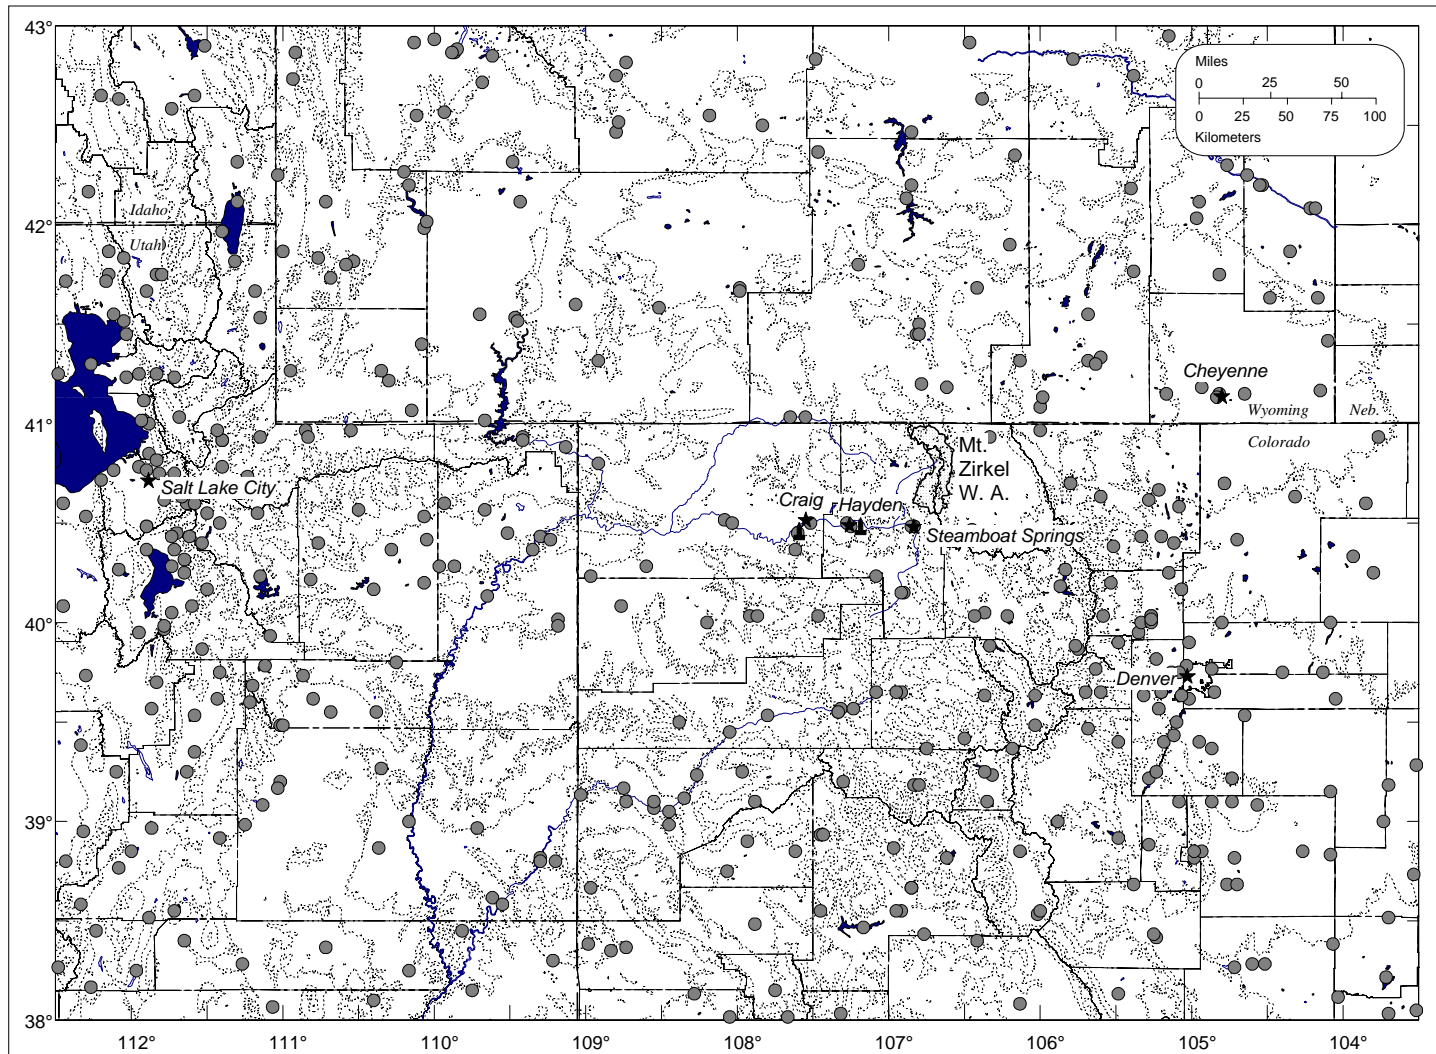 43°
42°
41°
40°
39°
38°
Miles
0 25 50
0 25 50 75 100
Kilometers
Idaho
Utah
Cheyenne
Wyoming Neb.
Colorado
Mt.
Zirkel
W. A.
Salt Lake City
Craig Hayden
Steamboat Springs
Denver
112 111 110 109 108 107 106 105 104